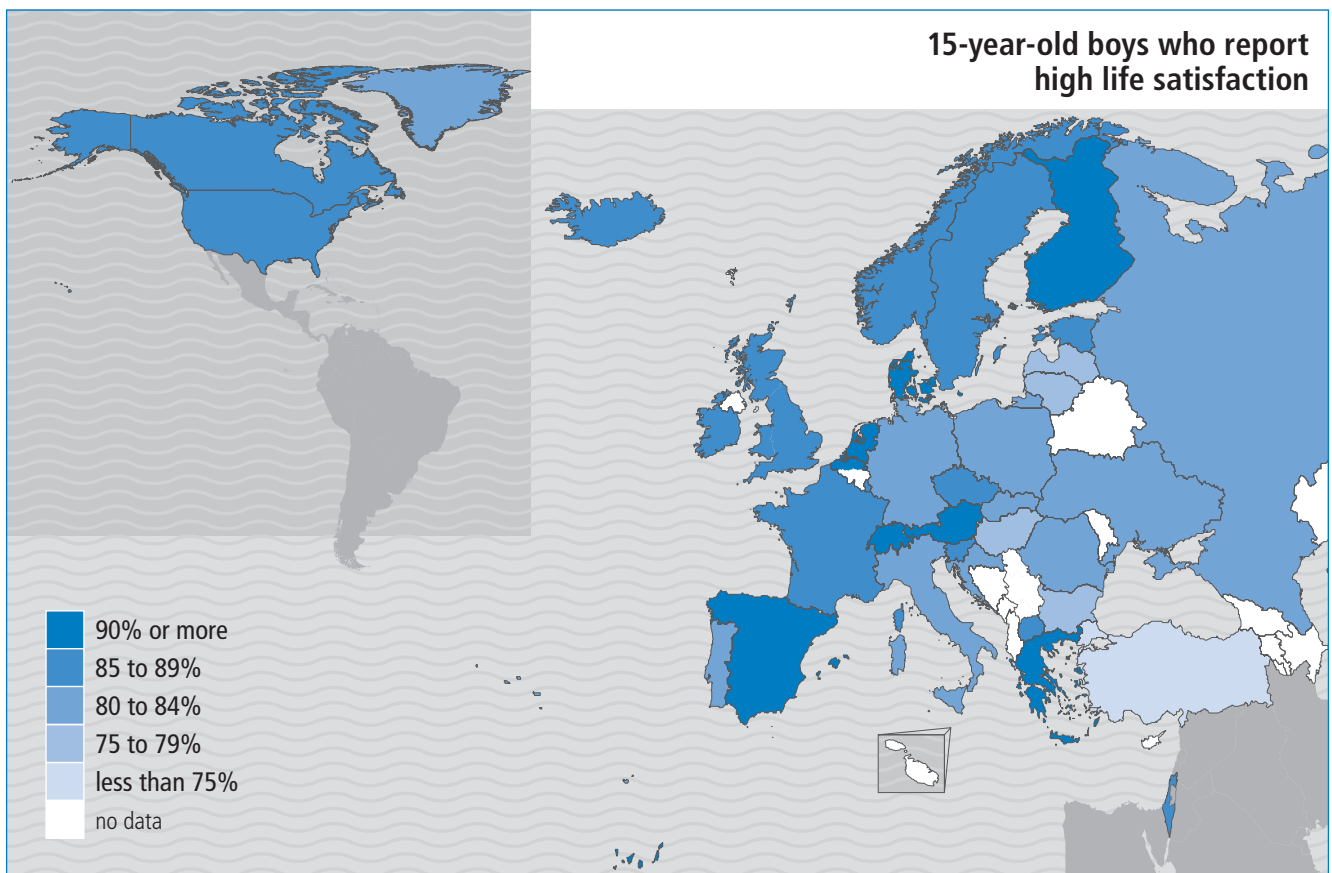 15-year-old boys who report
high life satisfaction
90% or more
85 to 89%
80 to 84%
75 to 79%
less than 75%
no data